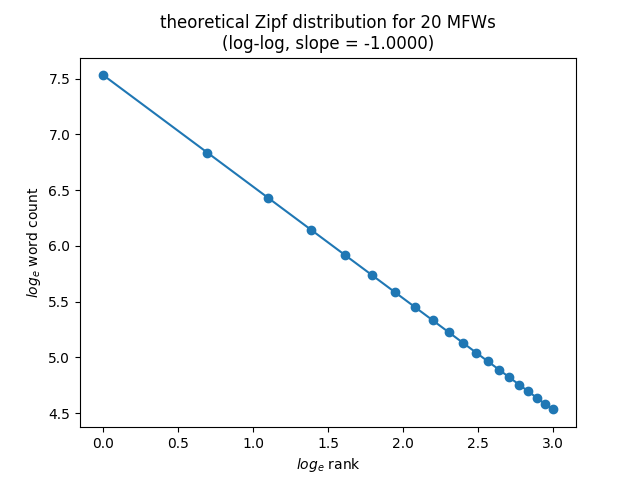 theoretical Zipf distribution for 20 MFWs
(log-log, slope = -1.0000)
7.5
7.0
6.5
6.0
5.5
5.0
4.5
log_e word count
0.0 0.5 1.0 1.5 2.0 2.5 3.0
log_e rank